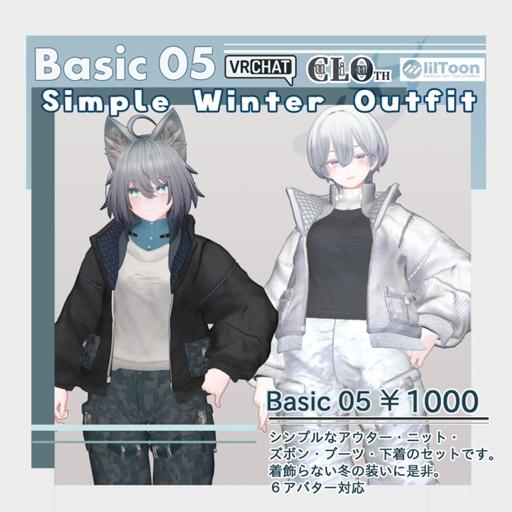 Basic 05 VRCHAT CLO TH lilToon
Simple Winter Outfit
Basic 05 ¥1000
シンプルなアウター・ニット・
ズボン・ブーツ・下着のセットです。
着飾らない冬の装いに是非。
６アバター対応